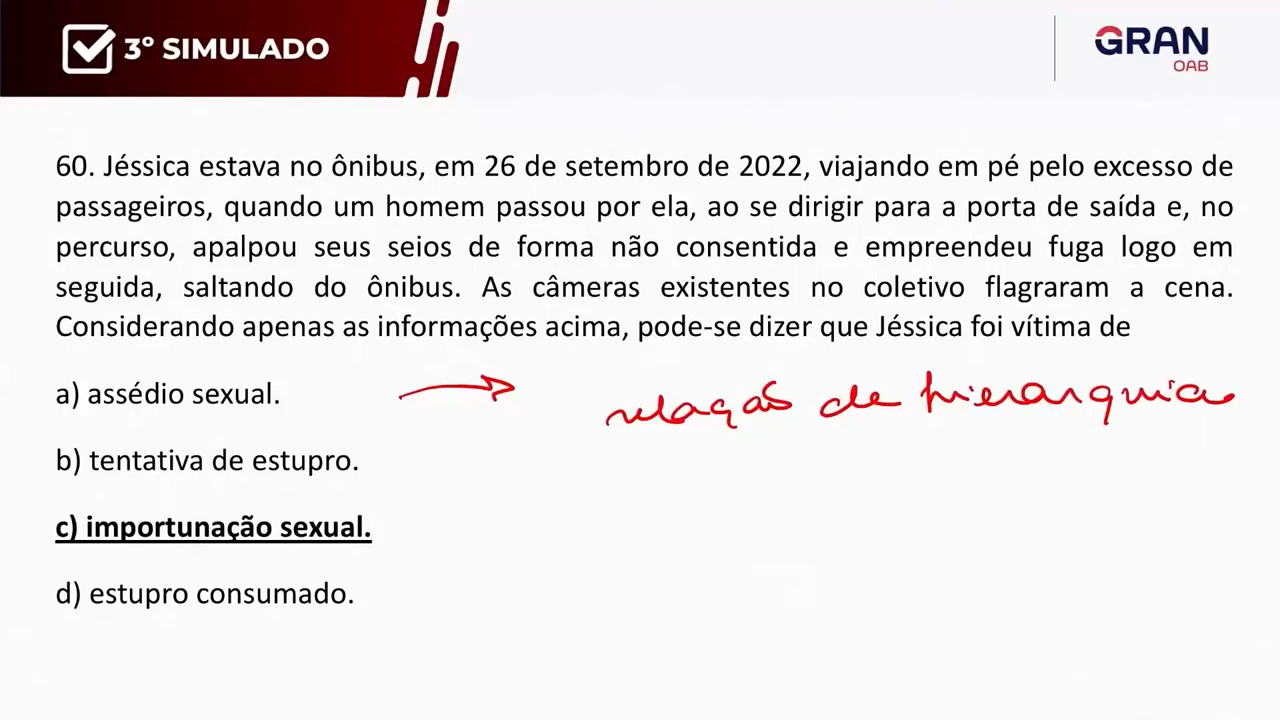 3º SIMULADO
GRAN
OAB
60. Jéssica estava no ônibus, em 26 de setembro de 2022, viajando em pé pelo excesso de
passageiros, quando um homem passou por ela, ao se dirigir para a porta de saída e, no
percurso, apalpou seus seios de forma não consentida e empreendeu fuga logo em
seguida, saltando do ônibus. As câmeras existentes no coletivo flagraram a cena.
Considerando apenas as informações acima, pode-se dizer que Jéssica foi vítima de
a) assédio sexual.
relação de hierarquia
b) tentativa de estupro.
c) importunação sexual.
d) estupro consumado.